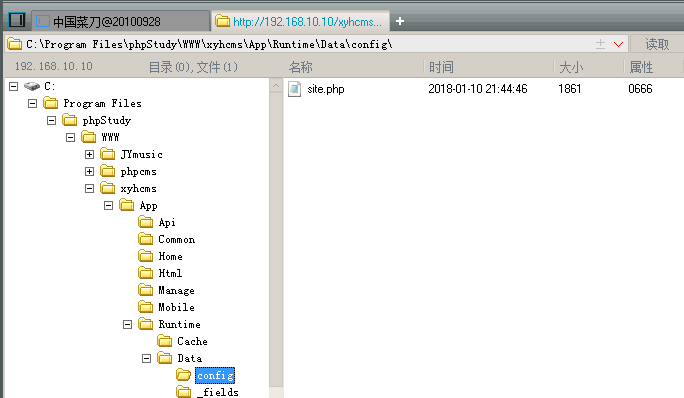 中国菜刀@20100928 http://192.168.10.10/xyhcms...
C:\Program Files\phpStudy\WWW\xyhcms\App\Runtime\Data\config\ 读取
192.168.10.10 目录(0),文件(1) 名称 时间 大小 属性
site.php 2018-01-10 21:44:46 1861 0666
C:
Program Files
phpStudy
WWW
JYmusic
phpcms
xyhcms
App
Api
Common
Home
Html
Manage
Mobile
Runtime
Cache
Data
config
_fields